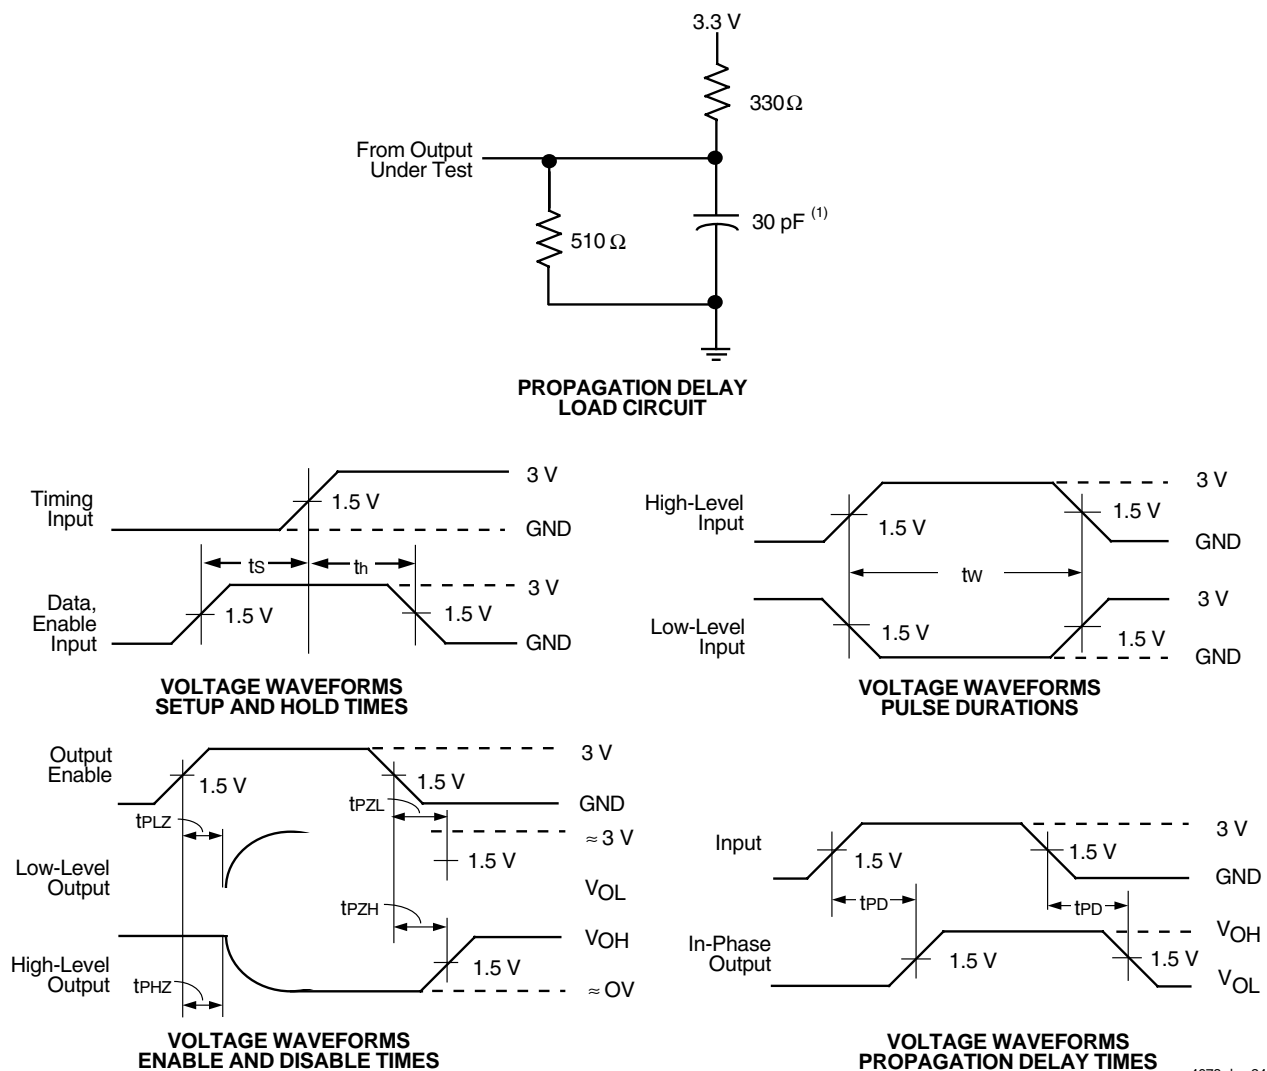 3.3 V
330Ω
From Output
Under Test
510 Ω
30 pF (1)
PROPAGATION DELAY
LOAD CIRCUIT
Timing
Input
1.5 V
3 V
GND
tS
th
Data,
Enable
Input
1.5 V
1.5 V
3 V
GND
VOLTAGE WAVEFORMS
SETUP AND HOLD TIMES
High-Level
Input
1.5 V
1.5 V
3 V
GND
tW
Low-Level
Input
1.5 V
1.5 V
3 V
GND
VOLTAGE WAVEFORMS
PULSE DURATIONS
Output
Enable
1.5 V
1.5 V
3 V
GND
tPLZ
tPZL
Low-Level
Output
≈ 3 V
1.5 V
VOL
tPZH
High-Level
Output
tPHZ
VOH
1.5 V
≈ OV
VOLTAGE WAVEFORMS
ENABLE AND DISABLE TIMES
Input
1.5 V
1.5 V
3 V
GND
tPD
tPD
In-Phase
Output
1.5 V
1.5 V
VOH
VOL
VOLTAGE WAVEFORMS
PROPAGATION DELAY TIMES